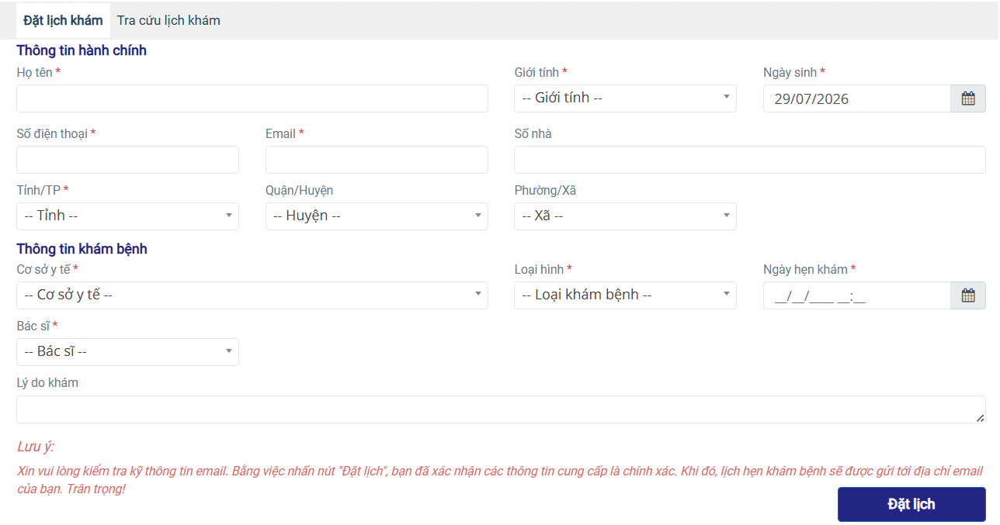 Đặt lịch khám Tra cứu lịch khám
Thông tin hành chính
Họ tên * Giới tính * Ngày sinh *
-- Giới tính -- 29/07/2026
Số điện thoại * Email * Số nhà
Tỉnh/TP * Quận/Huyện Phường/Xã
-- Tỉnh -- -- Huyện -- -- Xã --
Thông tin khám bệnh
Cơ sở y tế * Loại hình * Ngày hẹn khám *
-- Cơ sở y tế -- -- Loại khám bệnh -- __/__/____ __:__
Bác sĩ *
-- Bác sĩ --
Lý do khám
Lưu ý:
Xin vui lòng kiểm tra kỹ thông tin email. Bằng việc nhấn nút "Đặt lịch", bạn đã xác nhận các thông tin cung cấp là chính xác. Khi đó, lịch hẹn khám bệnh sẽ được gửi tới địa chỉ email
của bạn. Trân trọng!
Đặt lịch